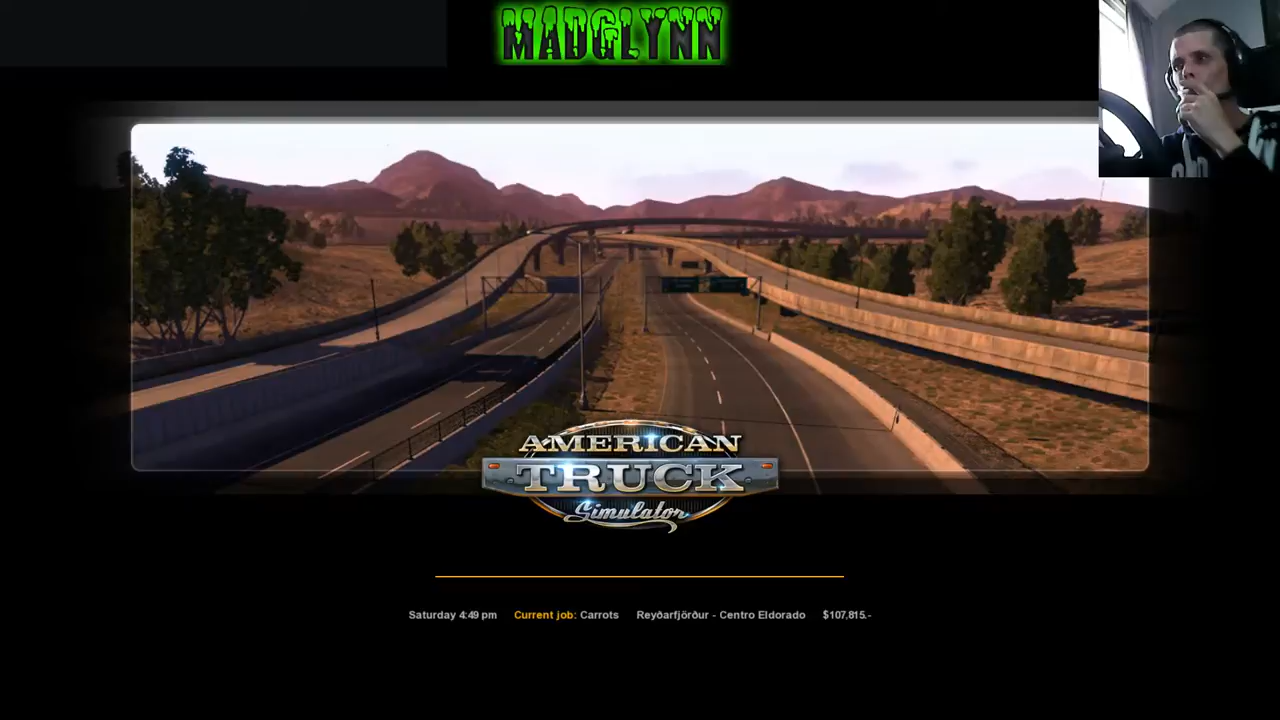 MADGLYNN
AMERICAN
TRUCK
Simulator
Saturday 4:49 pm Current job: Carrots Reyðarfjörður - Centro Eldorado $107,815.-